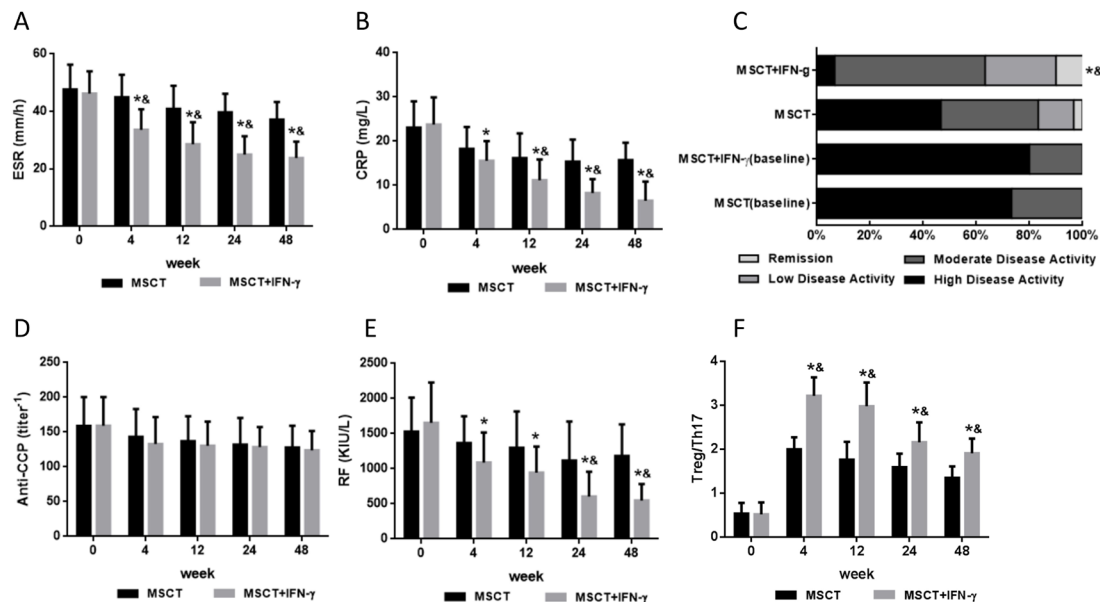 A
ESR (mm/h)
60
40
20
0
*&
*&
*&
*&
0 4 12 24 48
week
MSCT MSCT+IFN-γ
B
CRP (mg/L)
40
30
20
10
0
*
*&
*&
*&
0 4 12 24 48
week
MSCT MSCT+IFN-γ
C
MSCT+IFN-g
*&
MSCT
MSCT+IFN-γ(baseline)
MSCT(baseline)
0% 20% 40% 60% 80% 100%
Remission Moderate Disease Activity
Low Disease Activity High Disease Activity
D
Anti-CCP (titer-1)
250
200
150
100
50
0
0 4 12 24 48
week
MSCT MSCT+IFN-γ
E
RF (KIU/L)
2500
2000
1500
1000
500
0
*
*
*&
*&
0 4 12 24 48
week
MSCT MSCT+IFN-γ
F
Treg/Th17
4
3
2
1
0
*&
*&
*&
*&
0 4 12 24 48
week
MSCT MSCT+IFN-γ